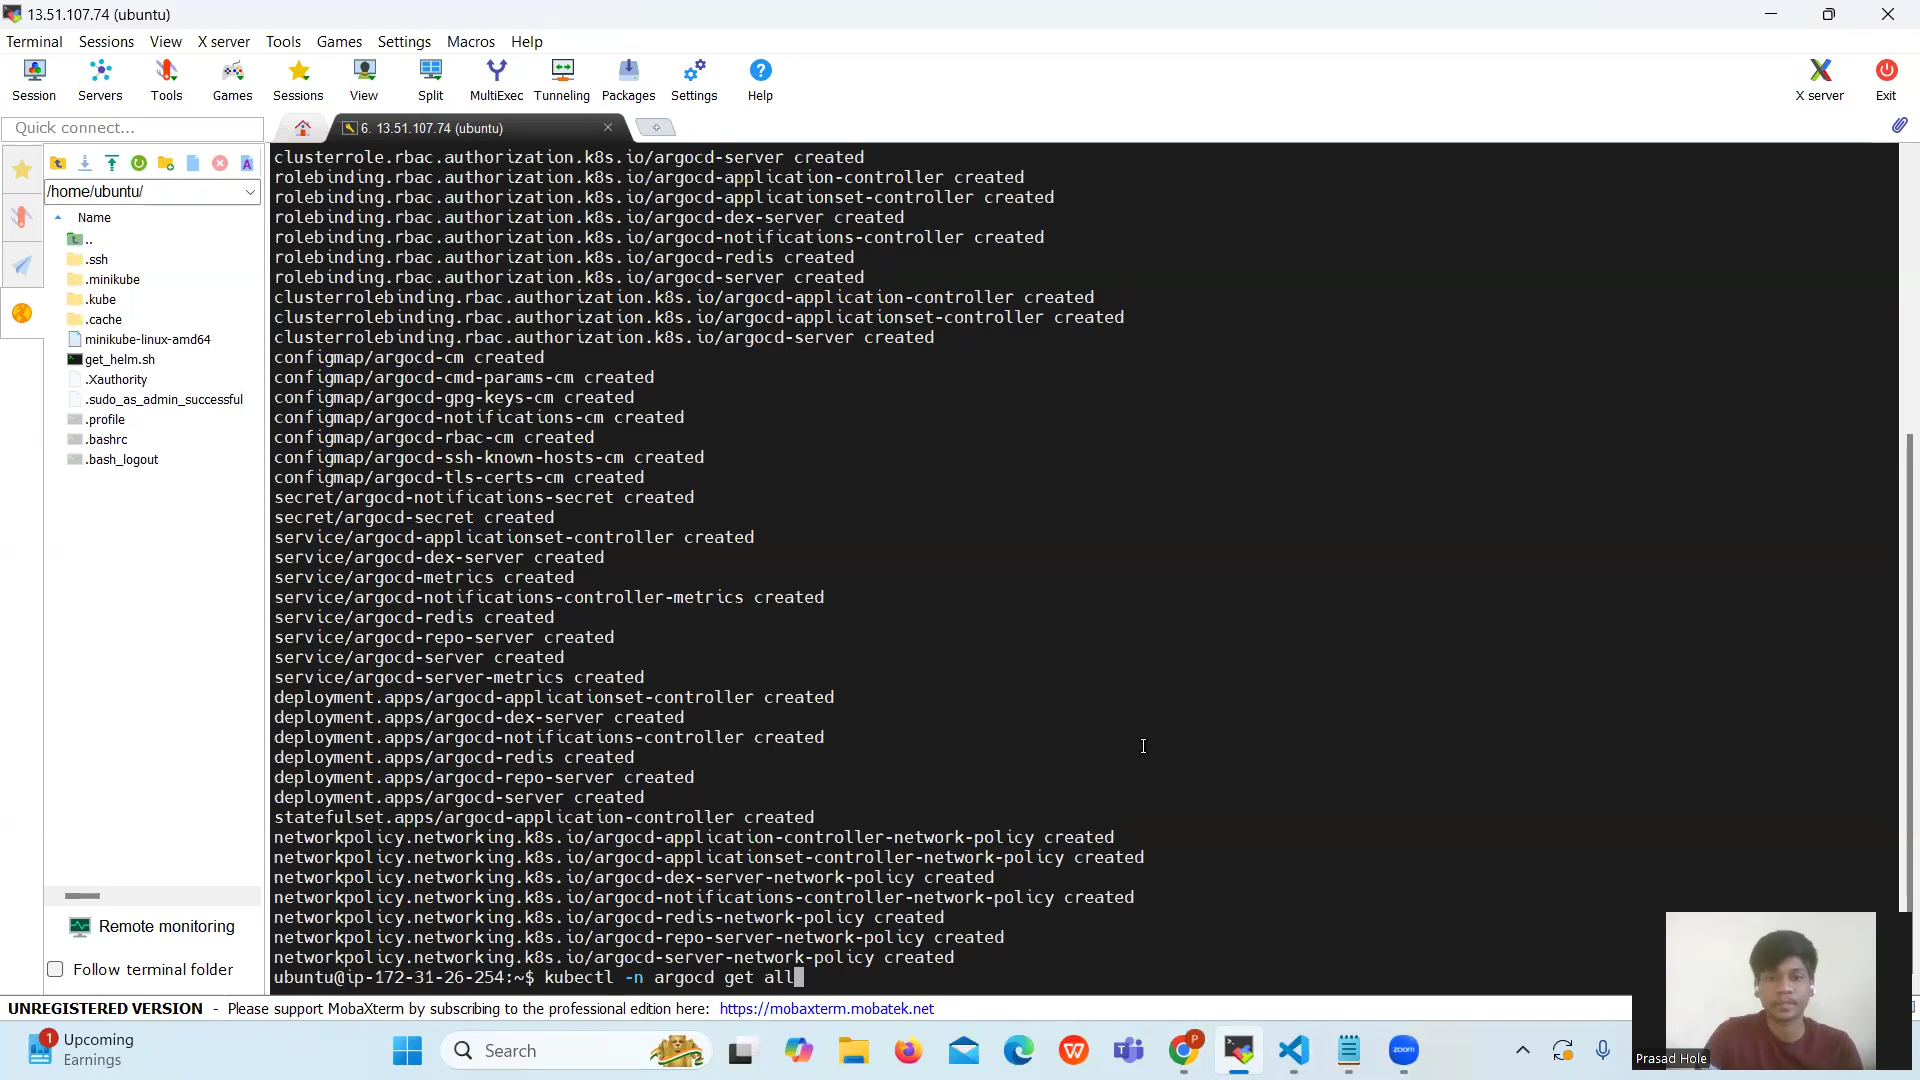 13.51.107.74 (ubuntu)
Terminal Sessions View X server Tools Games Settings Macros Help
Session Servers Tools Games Sessions View Split MultiExec Tunneling Packages Settings Help X server Exit
Quick connect...
6. 13.51.107.74 (ubuntu)
/home/ubuntu/
Name
..
.ssh
.minikube
.kube
.cache
minikube-linux-amd64
get_helm.sh
.Xauthority
.sudo_as_admin_successful
.profile
.bashrc
.bash_logout
Remote monitoring
Follow terminal folder
clusterrole.rbac.authorization.k8s.io/argocd-server created
rolebinding.rbac.authorization.k8s.io/argocd-application-controller created
rolebinding.rbac.authorization.k8s.io/argocd-applicationset-controller created
rolebinding.rbac.authorization.k8s.io/argocd-dex-server created
rolebinding.rbac.authorization.k8s.io/argocd-notifications-controller created
rolebinding.rbac.authorization.k8s.io/argocd-redis created
rolebinding.rbac.authorization.k8s.io/argocd-server created
clusterrolebinding.rbac.authorization.k8s.io/argocd-application-controller created
clusterrolebinding.rbac.authorization.k8s.io/argocd-applicationset-controller created
clusterrolebinding.rbac.authorization.k8s.io/argocd-server created
configmap/argocd-cm created
configmap/argocd-cmd-params-cm created
configmap/argocd-gpg-keys-cm created
configmap/argocd-notifications-cm created
configmap/argocd-rbac-cm created
configmap/argocd-ssh-known-hosts-cm created
configmap/argocd-tls-certs-cm created
secret/argocd-notifications-secret created
secret/argocd-secret created
service/argocd-applicationset-controller created
service/argocd-dex-server created
service/argocd-metrics created
service/argocd-notifications-controller-metrics created
service/argocd-redis created
service/argocd-repo-server created
service/argocd-server created
service/argocd-server-metrics created
deployment.apps/argocd-applicationset-controller created
deployment.apps/argocd-dex-server created
deployment.apps/argocd-notifications-controller created
deployment.apps/argocd-redis created
deployment.apps/argocd-repo-server created
deployment.apps/argocd-server created
statefulset.apps/argocd-application-controller created
networkpolicy.networking.k8s.io/argocd-application-controller-network-policy created
networkpolicy.networking.k8s.io/argocd-applicationset-controller-network-policy created
networkpolicy.networking.k8s.io/argocd-dex-server-network-policy created
networkpolicy.networking.k8s.io/argocd-notifications-controller-network-policy created
networkpolicy.networking.k8s.io/argocd-redis-network-policy created
networkpolicy.networking.k8s.io/argocd-repo-server-network-policy created
networkpolicy.networking.k8s.io/argocd-server-network-policy created
ubuntu@ip-172-31-26-254:~$ kubectl -n argocd get all
UNREGISTERED VERSION - Please support MobaXterm by subscribing to the professional edition here: https://mobaxterm.mobatek.net
1
Upcoming
Earnings
Search
P
zoom
Prasad Hole